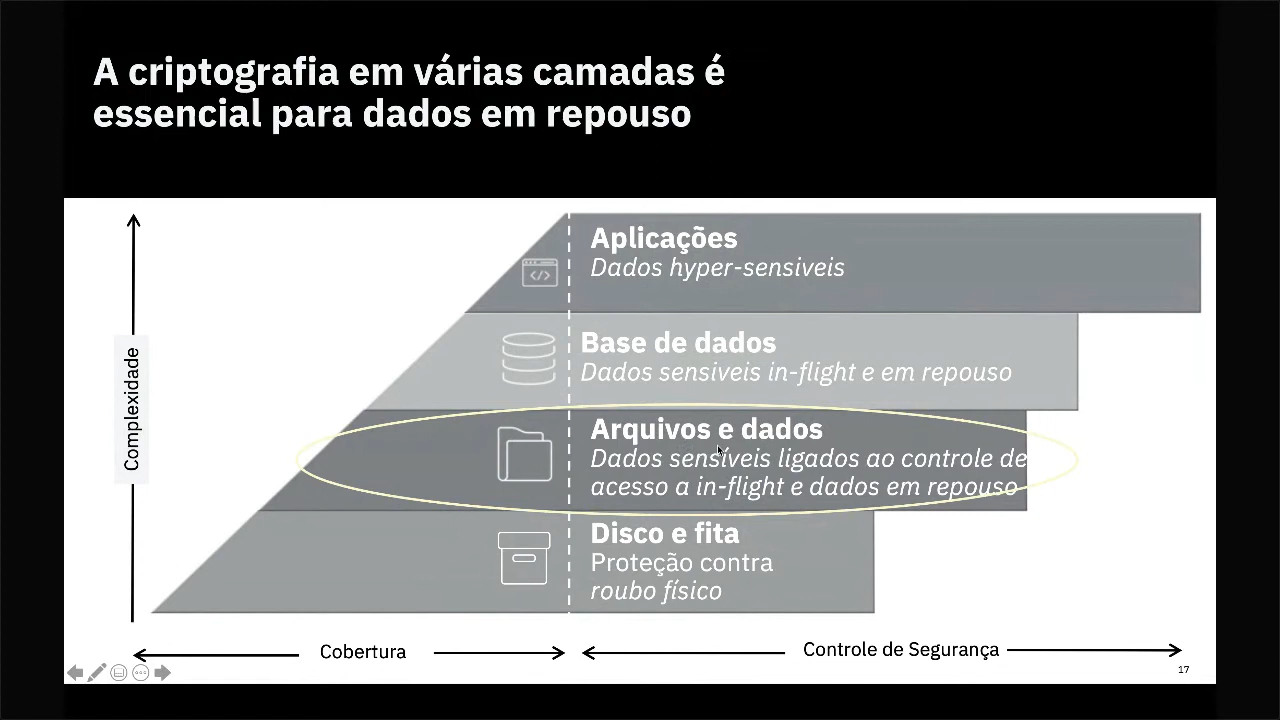 A criptografia em várias camadas é
essencial para dados em repouso
Complexidade
Aplicações
Dados hyper-sensiveis
Base de dados
Dados sensiveis in-flight e em repouso
Arquivos e dados
Dados sensíveis ligados ao controle de
acesso a in-flight e dados em repouso
Disco e fita
Proteção contra
roubo físico
Cobertura
Controle de Segurança
17